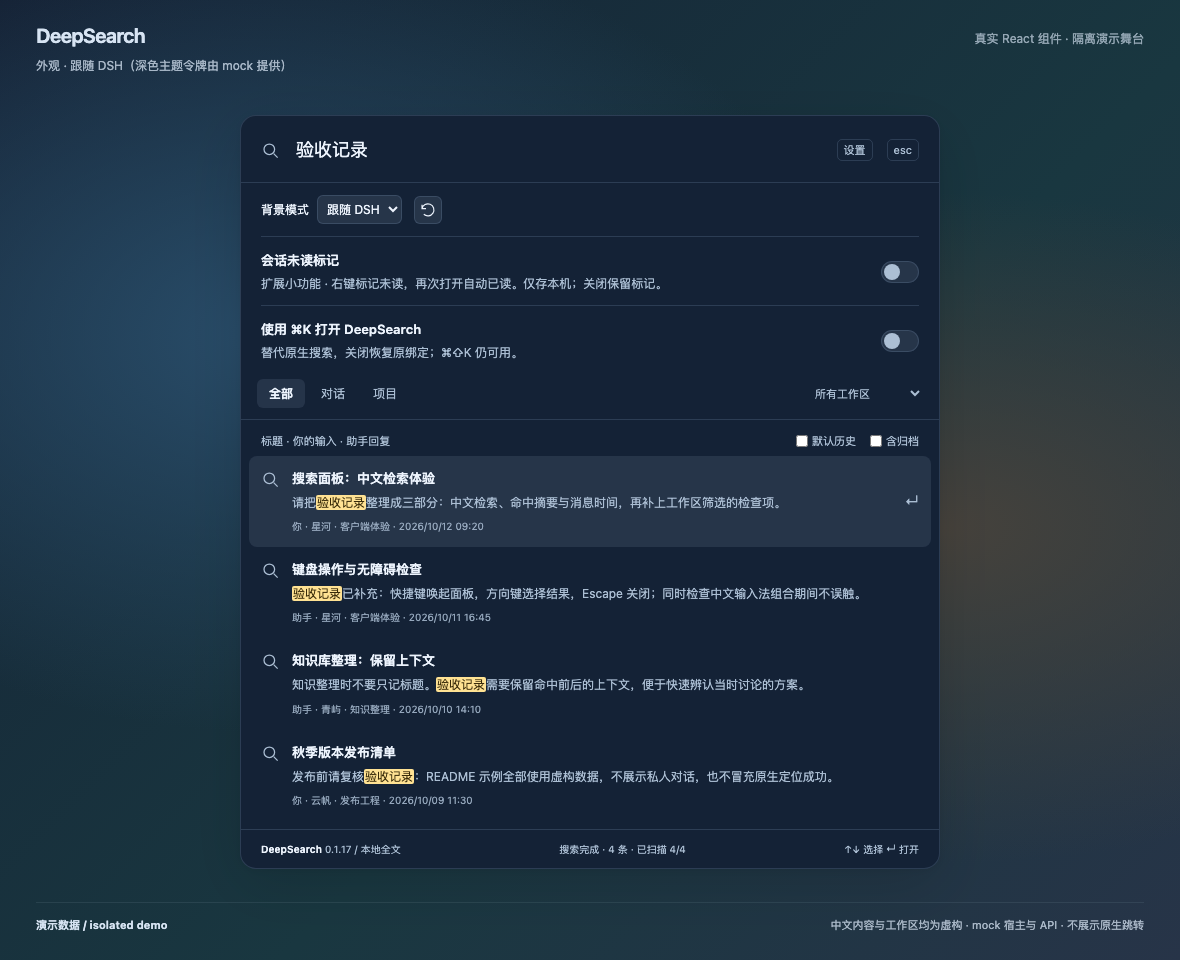 DeepSearch
真实 React 组件 · 隔离演示舞台
外观 · 跟随 DSH（深色主题令牌由 mock 提供）
验收记录
设置
esc
背景模式
跟随 DSH
会话未读标记
扩展小功能 · 右键标记未读，再次打开自动已读。仅存本机；关闭保留标记。
使用 ⌘K 打开 DeepSearch
替代原生搜索，关闭恢复原绑定；⌘⇧K 仍可用。
全部 对话 项目 所有工作区
标题 · 你的输入 · 助手回复
默认历史 含归档
搜索面板：中文检索体验
请把验收记录整理成三部分：中文检索、命中摘要与消息时间，再补上工作区筛选的检查项。
你 · 星河 · 客户端体验 · 2026/10/12 09:20
键盘操作与无障碍检查
验收记录已补充：快捷键唤起面板，方向键选择结果，Escape 关闭；同时检查中文输入法组合期间不误触。
助手 · 星河 · 客户端体验 · 2026/10/11 16:45
知识库整理：保留上下文
知识整理时不要只记标题。验收记录需要保留命中前后的上下文，便于快速辨认当时讨论的方案。
助手 · 青屿 · 知识整理 · 2026/10/10 14:10
秋季版本发布清单
发布前请复核验收记录：README 示例全部使用虚构数据，不展示私人对话，也不冒充原生定位成功。
你 · 云帆 · 发布工程 · 2026/10/09 11:30
DeepSearch 0.1.17 / 本地全文
搜索完成 · 4 条 · 已扫描 4/4
↑↓ 选择 ↵ 打开
演示数据 / isolated demo
中文内容与工作区均为虚构 · mock 宿主与 API · 不展示原生跳转